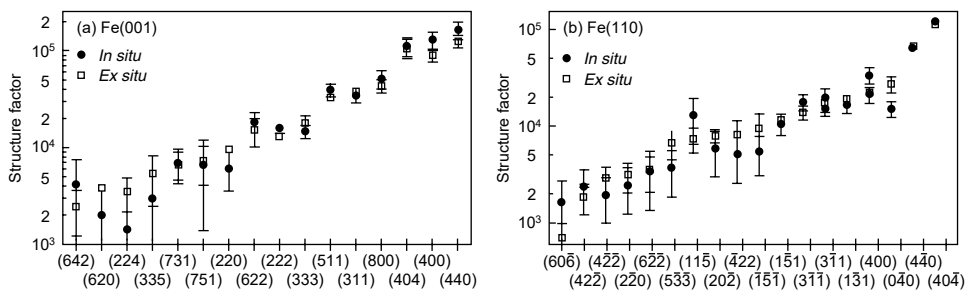 (a) Fe(001)
In situ
Ex situ
Structure factor
2
10⁵
5
2
10⁴
5
2
10³
(642) (224) (731) (220) (222) (511) (800) (400)
(620) (335) (751) (622) (333) (311) (404) (440)
(b) Fe(110)
In situ
Ex situ
Structure factor
10⁵
5
2
10⁴
5
2
10³
(606̄) (42̄2̄) (62̄2̄) (115̄) (4̄22) (15̄1) (31̄1) (400) (44̄0)
(422̄) (22̄0) (53̄3̄) (202̄) (1̄5̄1) (31̄1̄) (1̄3̄1) (04̄0) (404̄)